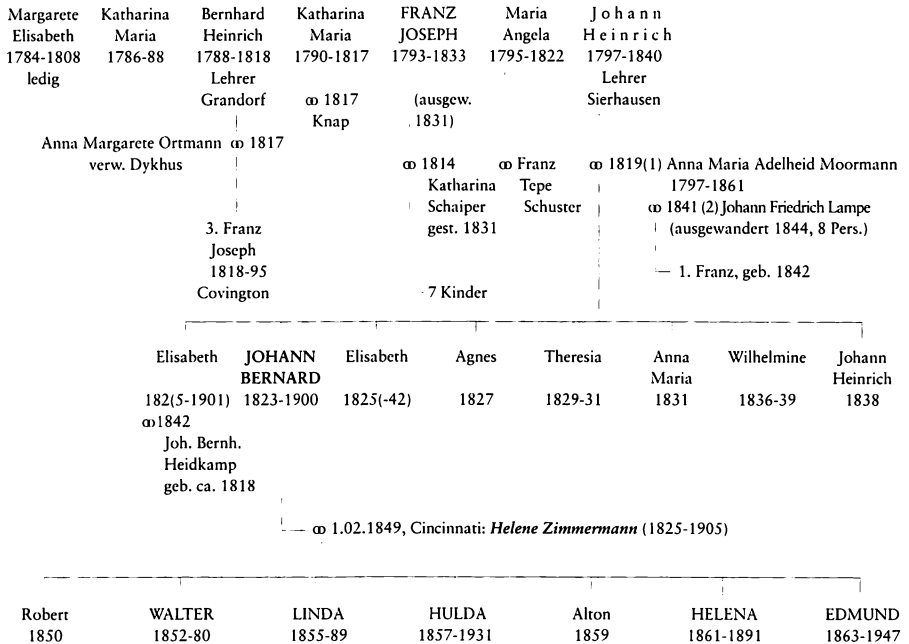 Margarete Katharina Bernhard Katharina FRANZ Maria Johann
Elisabeth Maria Heinrich Maria JOSEPH Angela Heinrich
1784-1808 1786-88 1788-1818 1790-1817 1793-1833 1795-1822 1797-1840
ledig Lehrer Lehrer
Grandorf ⚭ 1817 (ausgew. Sierhausen
Knap 1831)
Anna Margarete Ortmann ⚭ 1817
verw. Dykhus ⚭ 1814 ⚭ Franz ⚭ 1819(1) Anna Maria Adelheid Moormann
Katharina Tepe 1797-1861
Schaiper Schuster ⚭ 1841 (2) Johann Friedrich Lampe
3. Franz gest. 1831 (ausgewandert 1844, 8 Pers.)
Joseph
1818-95 1. Franz, geb. 1842
Covington 7 Kinder
Elisabeth JOHANN Elisabeth Agnes Theresia Anna Wilhelmine Johann
BERNARD Maria Heinrich
182(5-1901) 1823-1900 1825(-42) 1827 1829-31 1831 1836-39 1838
⚭1842
Joh. Bernh.
Heidkamp
geb. ca. 1818
⚭ 1.02.1849, Cincinnati: Helene Zimmermann (1825-1905)
Robert WALTER LINDA HULDA Alton HELENA EDMUND
1850 1852-80 1855-89 1857-1931 1859 1861-1891 1863-1947